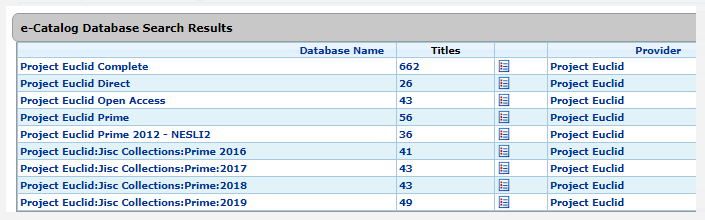 e-Catalog Database Search Results
Database Name Titles Provider
Project Euclid Complete 662 Project Euclid
Project Euclid Direct 26 Project Euclid
Project Euclid Open Access 43 Project Euclid
Project Euclid Prime 56 Project Euclid
Project Euclid Prime 2012 - NESLI2 36 Project Euclid
Project Euclid:Jisc Collections:Prime 2016 41 Project Euclid
Project Euclid:Jisc Collections:Prime:2017 43 Project Euclid
Project Euclid:Jisc Collections:Prime:2018 43 Project Euclid
Project Euclid:Jisc Collections:Prime:2019 49 Project Euclid